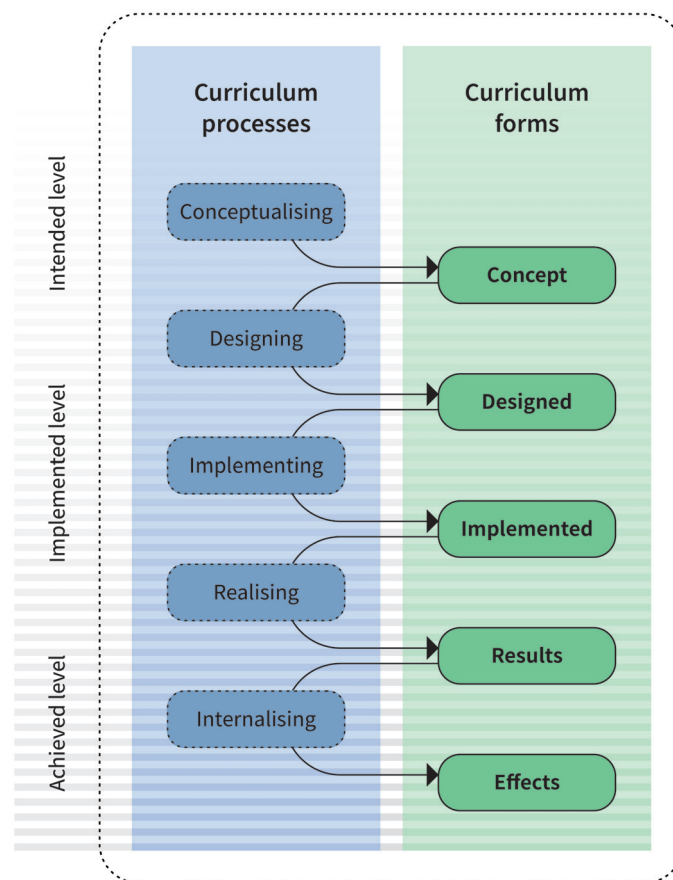 Curriculum
processes
Curriculum
forms
Intended level
Conceptualising
Concept
Designing
Designed
Implemented level
Implementing
Implemented
Realising
Results
Achieved level
Internalising
Effects